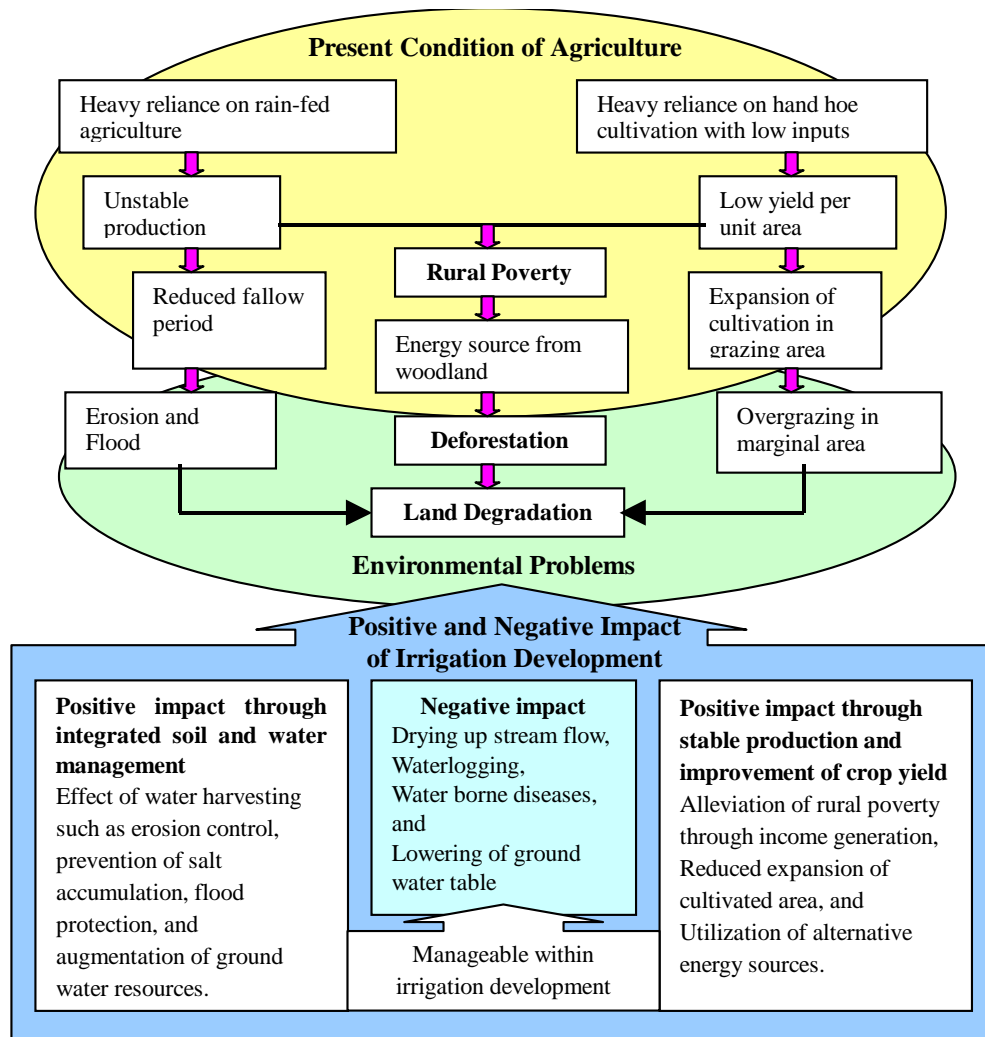 Present Condition of Agriculture
Heavy reliance on rain-fed
agriculture
Heavy reliance on hand hoe
cultivation with low inputs
Unstable
production
Low yield per
unit area
Rural Poverty
Reduced fallow
period
Expansion of
cultivation in
grazing area
Energy source from
woodland
Erosion and
Flood
Deforestation
Overgrazing in
marginal area
Land Degradation
Environmental Problems
Positive and Negative Impact
of Irrigation Development
Positive impact through
integrated soil and water
management
Effect of water harvesting
such as erosion control,
prevention of salt
accumulation, flood
protection, and
augmentation of ground
water resources.
Negative impact
Drying up stream flow,
Waterlogging,
Water borne diseases,
and
Lowering of ground
water table
Manageable within
irrigation development
Positive impact through
stable production and
improvement of crop yield
Alleviation of rural poverty
through income generation,
Reduced expansion of
cultivated area, and
Utilization of alternative
energy sources.